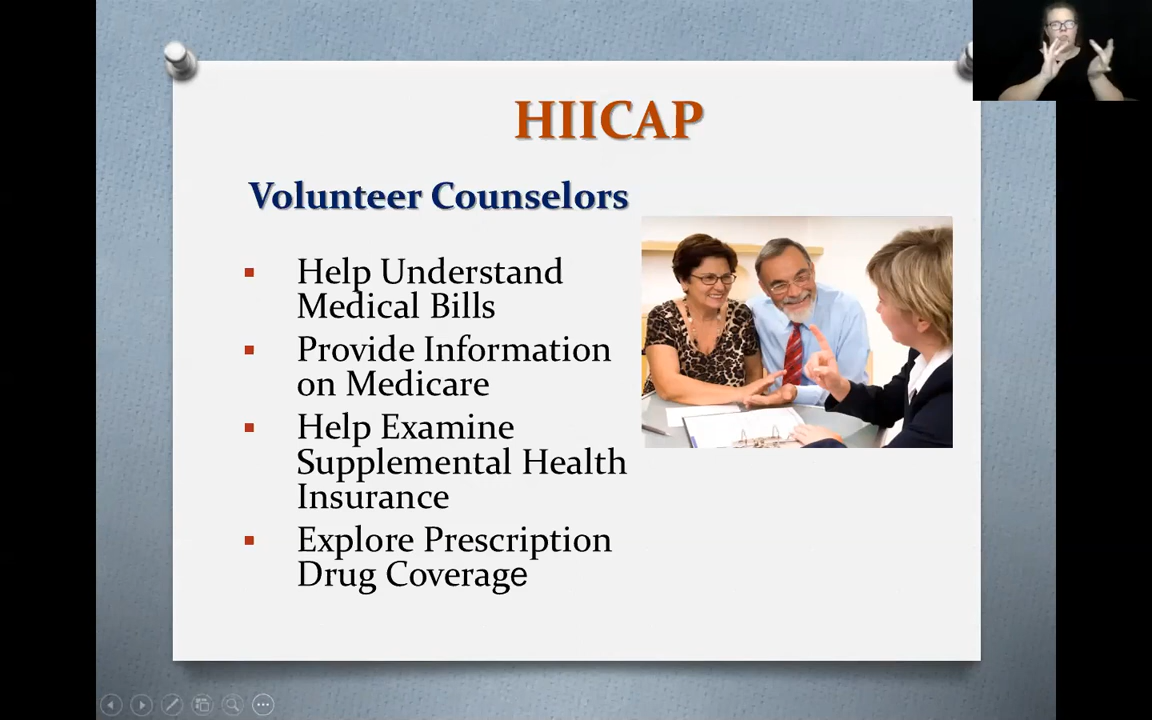 HIICAP
Volunteer Counselors
Help Understand
Medical Bills
Provide Information
on Medicare
Help Examine
Supplemental Health
Insurance
Explore Prescription
Drug Coverage